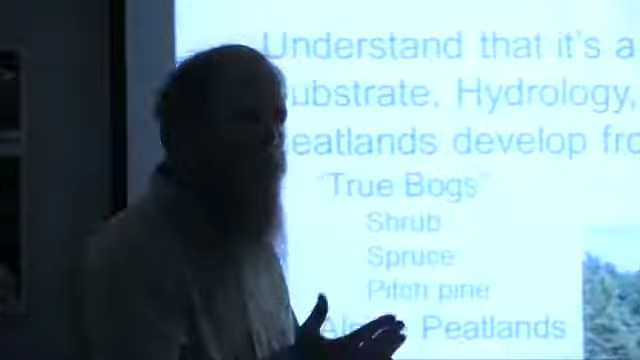 Understand that it's a
ubstrate, Hydrology,
eatlands develop fro
"True Bogs"
Shrub
Spruce
Pitch pine
Peatlands